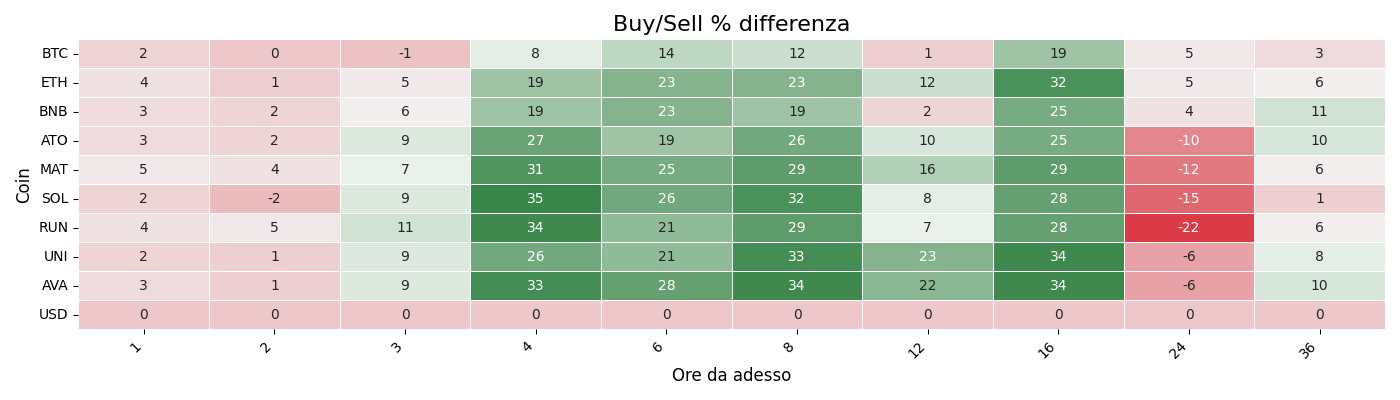 Buy/Sell % differenza
Coin
BTC 2 0 -1 8 14 12 1 19 5 3
ETH 4 1 5 19 23 23 12 32 5 6
BNB 3 2 6 19 23 19 2 25 4 11
ATO 3 2 9 27 19 26 10 25 -10 10
MAT 5 4 7 31 25 29 16 29 -12 6
SOL 2 -2 9 35 26 32 8 28 -15 1
RUN 4 5 11 34 21 29 7 28 -22 6
UNI 2 1 9 26 21 33 23 34 -6 8
AVA 3 1 9 33 28 34 22 34 -6 10
USD 0 0 0 0 0 0 0 0 0 0
1 2 3 4 6 8 12 16 24 36
Ore da adesso